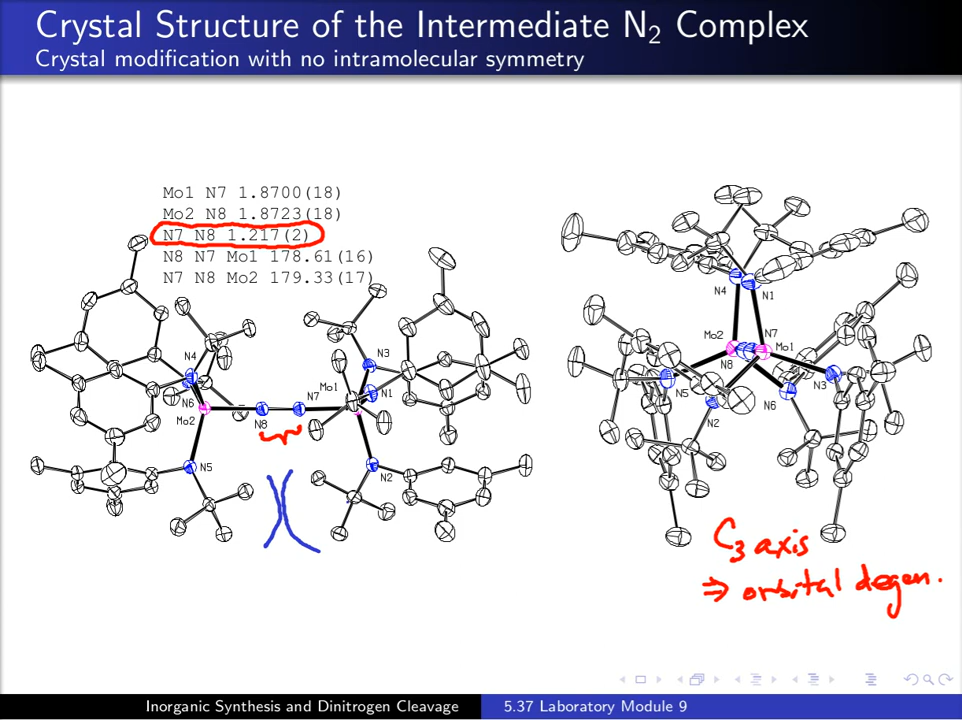 Crystal Structure of the Intermediate N₂ Complex
Crystal modification with no intramolecular symmetry
Mo1 N7 1.8700(18)
Mo2 N8 1.8723(18)
N7 N8 1.217(2)
N8 N7 Mo1 178.61(16)
N7 N8 Mo2 179.33(17)
N4
N6
Mo2
N5
N8
N7
Mo1
N3
N1
N2
N4
N1
Mo2
N7
Mo1
N8
N5
N2
N6
N3
C₃ axis
⇒ orbital degen.
Inorganic Synthesis and Dinitrogen Cleavage
5.37 Laboratory Module 9